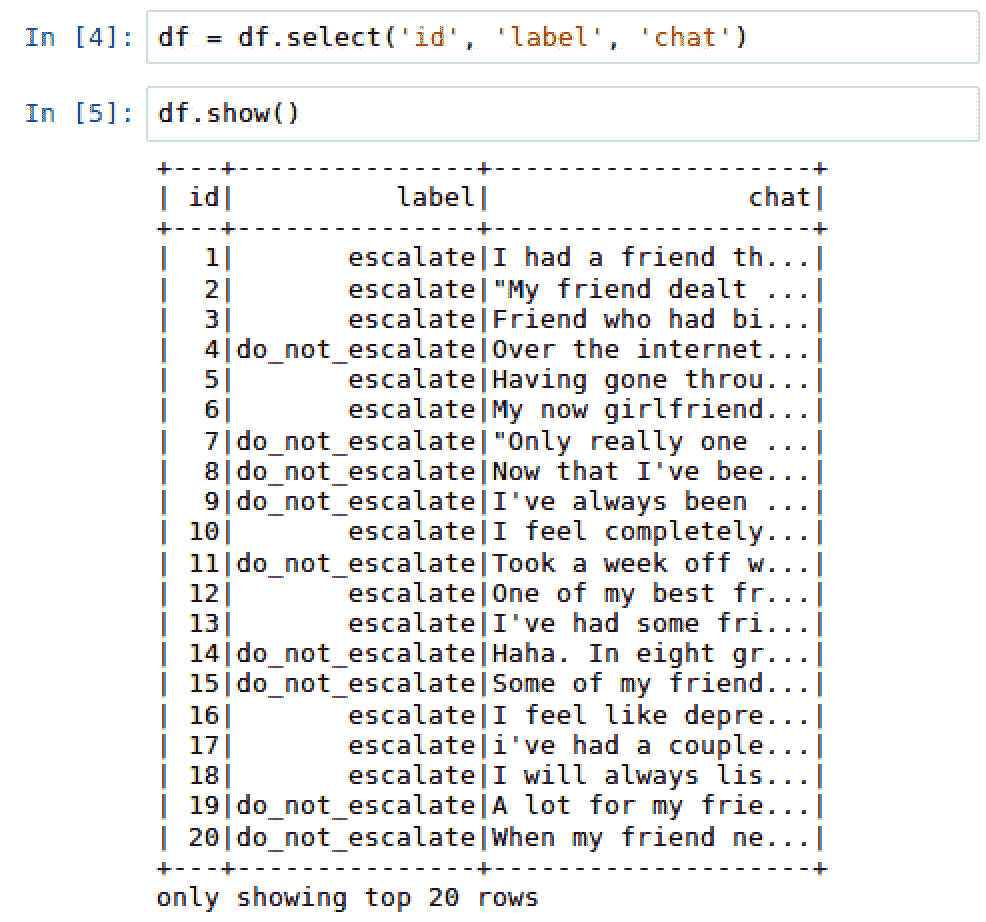 In [4]: df = df.select('id', 'label', 'chat')
In [5]: df.show()
+---+---------------+--------------------+
| id|          label|                chat|
+---+---------------+--------------------+
|  1|       escalate|I had a friend th...|
|  2|       escalate|"My friend dealt ...|
|  3|       escalate|Friend who had bi...|
|  4|do_not_escalate|Over the internet...|
|  5|       escalate|Having gone throu...|
|  6|       escalate|My now girlfriend...|
|  7|do_not_escalate|"Only really one ...|
|  8|do_not_escalate|Now that I've bee...|
|  9|do_not_escalate|I've always been ...|
| 10|       escalate|I feel completely...|
| 11|do_not_escalate|Took a week off w...|
| 12|       escalate|One of my best fr...|
| 13|       escalate|I've had some fri...|
| 14|do_not_escalate|Haha. In eight gr...|
| 15|do_not_escalate|Some of my friend...|
| 16|       escalate|I feel like depre...|
| 17|       escalate|i've had a couple...|
| 18|       escalate|I will always lis...|
| 19|do_not_escalate|A lot for my frie...|
| 20|do_not_escalate|When my friend ne...|
+---+---------------+--------------------+
only showing top 20 rows